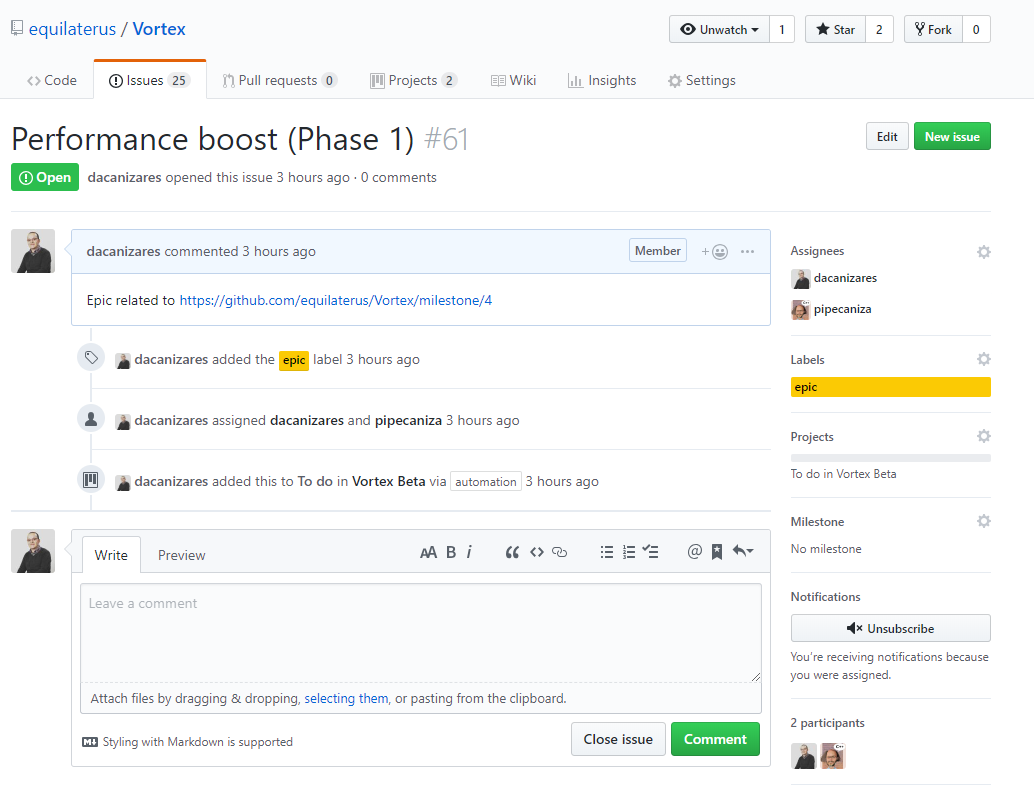 equilaterus / Vortex
Unwatch 1 Star 2 Fork 0
Code Issues 25 Pull requests 0 Projects 2 Wiki Insights Settings
Performance boost (Phase 1) #61
Edit New issue
Open dacanizares opened this issue 3 hours ago · 0 comments
dacanizares commented 3 hours ago Member
Epic related to https://github.com/equilaterus/Vortex/milestone/4
dacanizares added the epic label 3 hours ago
dacanizares assigned dacanizares and pipecaniza 3 hours ago
dacanizares added this to To do in Vortex Beta via automation 3 hours ago
Write Preview
AA B i
Leave a comment
Attach files by dragging & dropping, selecting them, or pasting from the clipboard.
Styling with Markdown is supported
Close issue Comment
Assignees
dacanizares
pipecaniza
Labels
epic
Projects
To do in Vortex Beta
Milestone
No milestone
Notifications
Unsubscribe
You're receiving notifications because
you were assigned.
2 participants